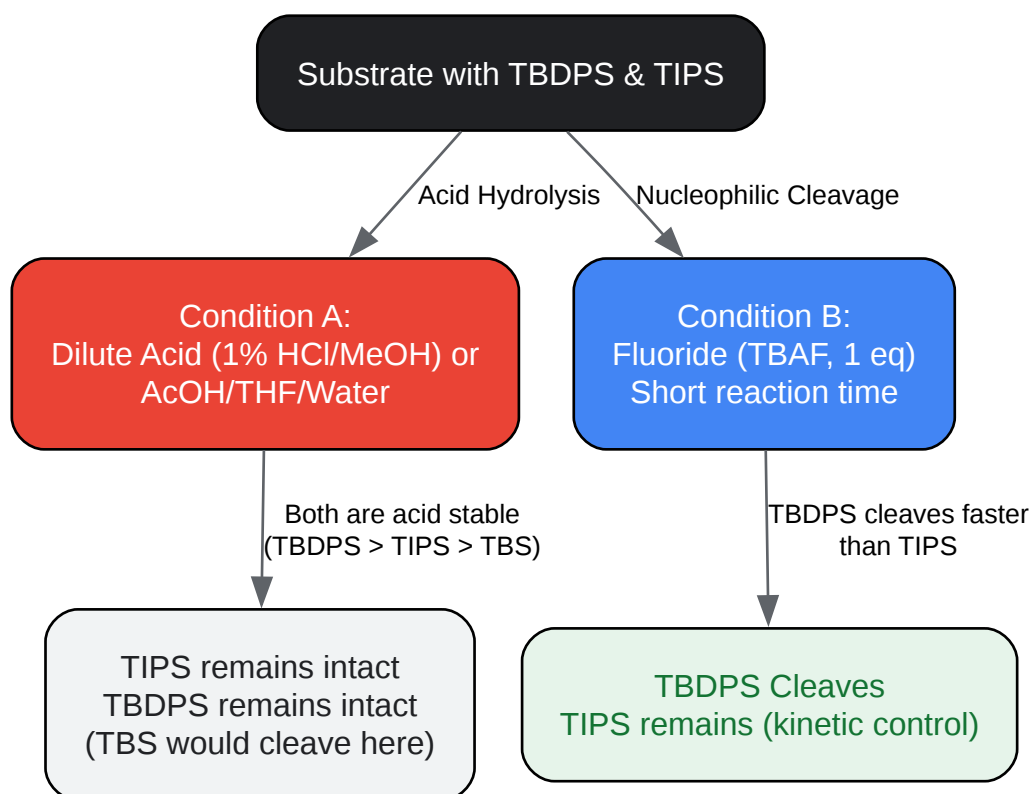 Substrate with TBDPS & TIPS
Acid Hydrolysis
Nucleophilic Cleavage
Condition A:
Dilute Acid (1% HCl/MeOH) or
AcOH/THF/Water
Condition B:
Fluoride (TBAF, 1 eq)
Short reaction time
Both are acid stable
(TBDPS > TIPS > TBS)
TBDPS cleaves faster
than TIPS
TIPS remains intact
TBDPS remains intact
(TBS would cleave here)
TBDPS Cleaves
TIPS remains (kinetic control)